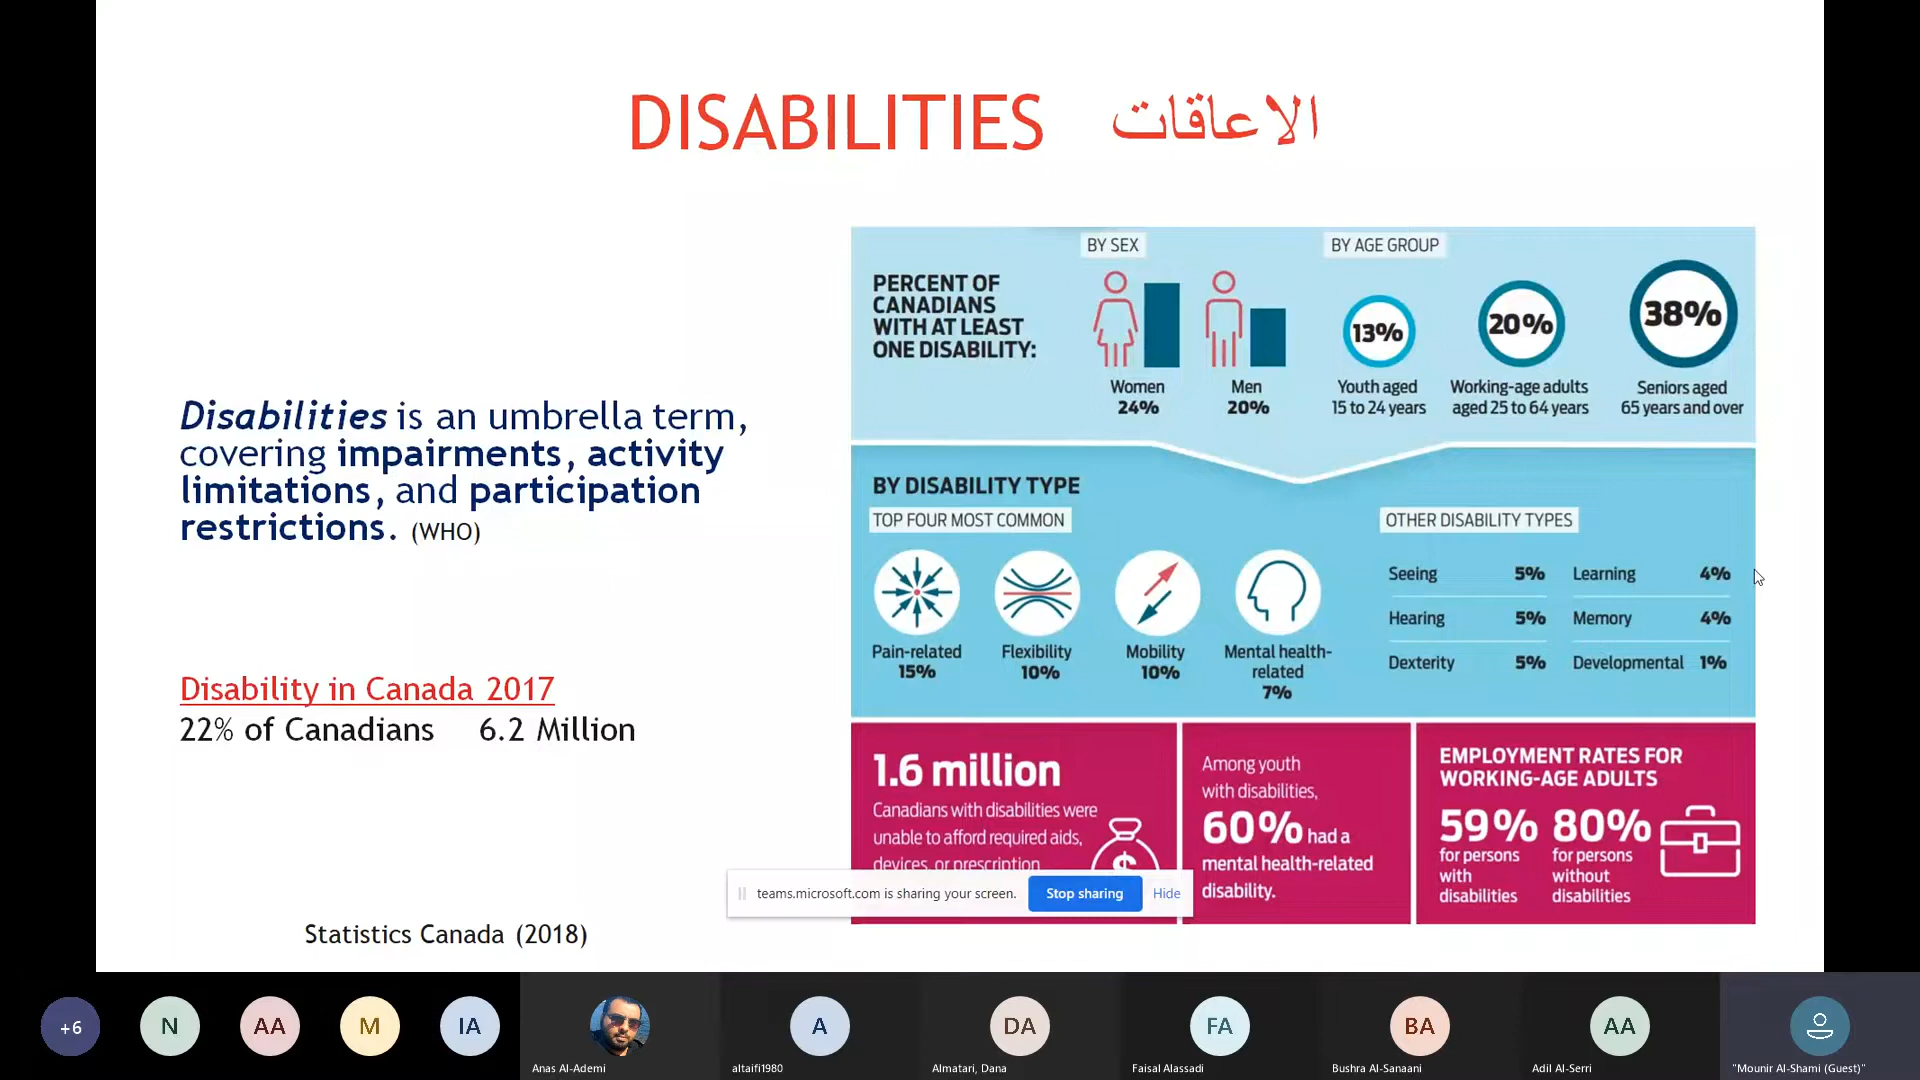 DISABILITIES الاعاقات
Disabilities is an umbrella term,
covering impairments, activity
limitations, and participation
restrictions. (WHO)
Disability in Canada 2017
22% of Canadians 6.2 Million
Statistics Canada (2018)
PERCENT OF
CANADIANS
WITH AT LEAST
ONE DISABILITY:
BY SEX
Women
24%
Men
20%
BY AGE GROUP
13%
Youth aged
15 to 24 years
20%
Working-age adults
aged 25 to 64 years
38%
Seniors aged
65 years and over
BY DISABILITY TYPE
TOP FOUR MOST COMMON
Pain-related
15%
Flexibility
10%
Mobility
10%
Mental health-
related
7%
OTHER DISABILITY TYPES
Seeing 5% Learning 4%
Hearing 5% Memory 4%
Dexterity 5% Developmental 1%
1.6 million
Canadians with disabilities were
unable to afford required aids,
devices, or prescription
$
Among youth
with disabilities,
60% had a
mental health-related
disability.
EMPLOYMENT RATES FOR
WORKING-AGE ADULTS
59%
for persons
with
disabilities
80%
for persons
without
disabilities
teams.microsoft.com is sharing your screen. Stop sharing Hide
+6 N AA M IA A DA FA BA AA
Anas Al-Ademi altaifi1980 Almatari, Dana Faisal Alassadi Bushra Al-Sanaani Adil Al-Serri "Mounir Al-Shami (Guest)"